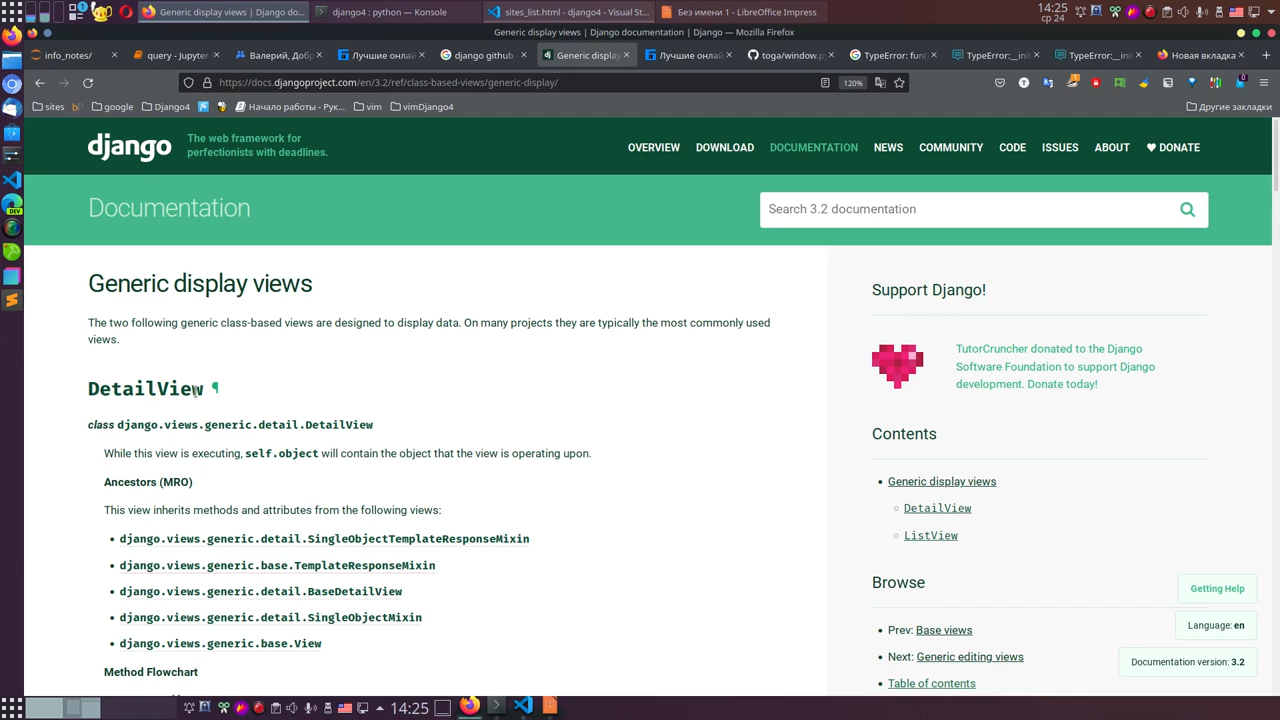 Generic display views | Django do...
django4 : python — Konsole
sites_list.html - django4 - Visual St...
Без имени 1 - LibreOffice Impress
14:25
ср 24
Generic display views | Django documentation | Django — Mozilla Firefox
info_notes/
query - Jupyter
Валерий, Добр
Лучшие онлай
django github
Generic display
Лучшие онлай
toga/window.p
TypeError: fun
TypeError: __init
TypeError: __init
Новая вкладка
https://docs.djangoproject.com/en/3.2/ref/class-based-views/generic-display/
120%
sites
google
Django4
Начало работы - Рук...
vim
vimDjango4
Другие закладки
django
The web framework for
perfectionists with deadlines.
OVERVIEW
DOWNLOAD
DOCUMENTATION
NEWS
COMMUNITY
CODE
ISSUES
ABOUT
♥ DONATE
Documentation
Search 3.2 documentation
Generic display views
The two following generic class-based views are designed to display data. On many projects they are typically the most commonly used
views.
DetailView ¶
class django.views.generic.detail.DetailView
While this view is executing, self.object will contain the object that the view is operating upon.
Ancestors (MRO)
This view inherits methods and attributes from the following views:
• django.views.generic.detail.SingleObjectTemplateResponseMixin
• django.views.generic.base.TemplateResponseMixin
• django.views.generic.detail.BaseDetailView
• django.views.generic.detail.SingleObjectMixin
• django.views.generic.base.View
Method Flowchart
Support Django!
TutorCruncher donated to the Django
Software Foundation to support Django
development. Donate today!
Contents
• Generic display views
○ DetailView
○ ListView
Browse
• Prev: Base views
• Next: Generic editing views
• Table of contents
Getting Help
Language: en
Documentation version: 3.2
14:25